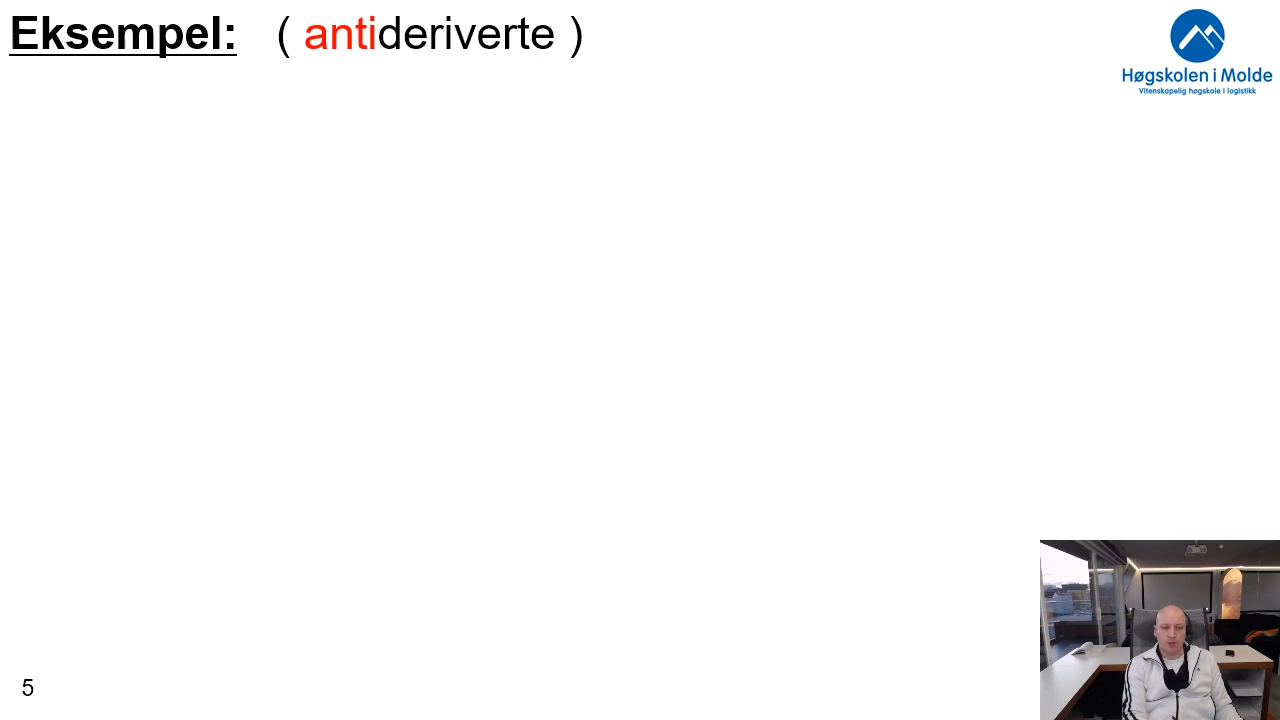 Eksempel: ( antideriverte )
Høgskolen i Molde
Vitenskapelig høgskole i logistikk
5